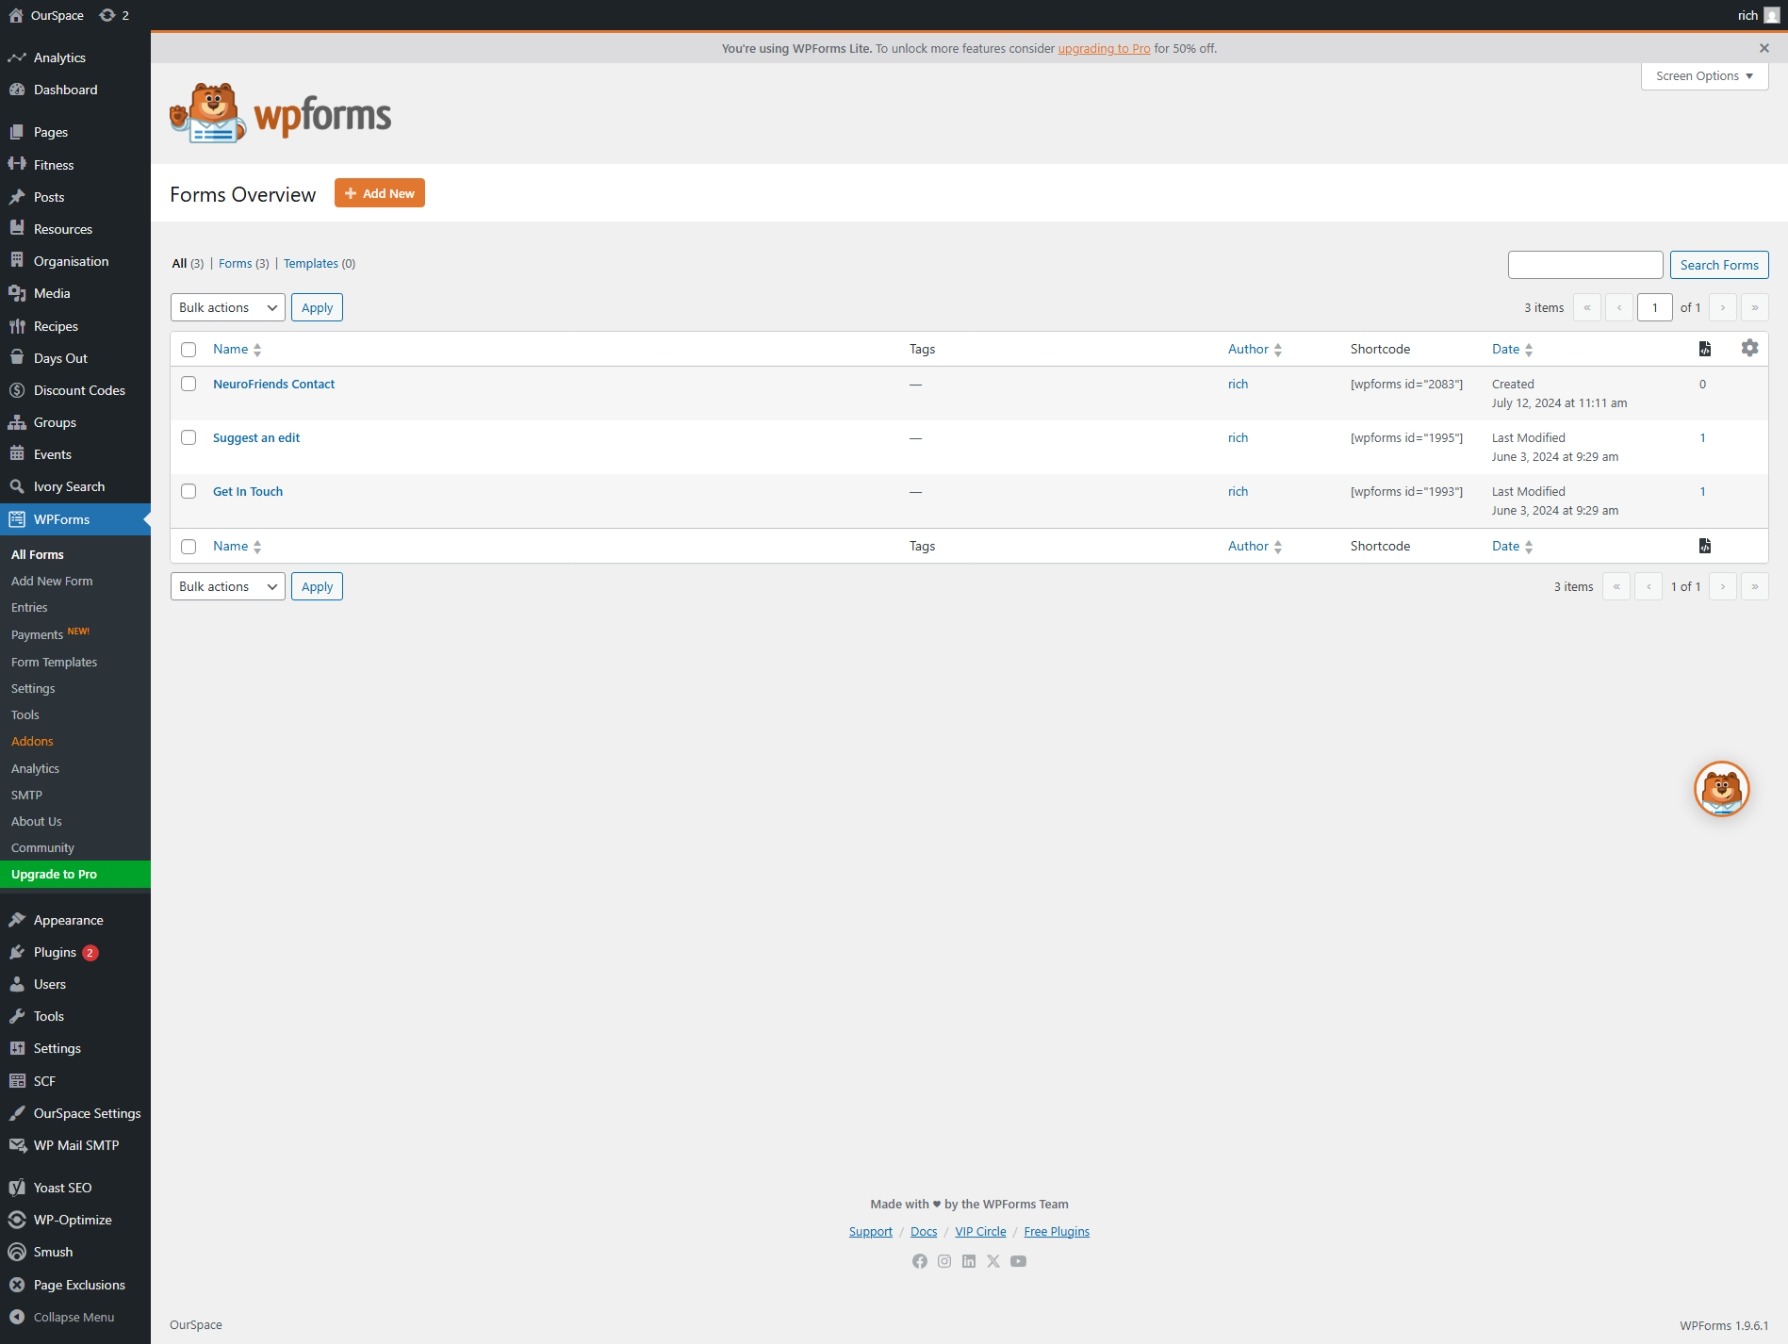 OurSpace 2 rich
Analytics
Dashboard
Pages
Fitness
Posts
Resources
Organisation
Media
Recipes
Days Out
Discount Codes
Groups
Events
Ivory Search
WPForms
All Forms
Add New Form
Entries
Payments NEW!
Form Templates
Settings
Tools
Addons
Analytics
SMTP
About Us
Community
Upgrade to Pro
Appearance
Plugins 2
Users
Tools
Settings
SCF
OurSpace Settings
WP Mail SMTP
Yoast SEO
WP-Optimize
Smush
Page Exclusions
Collapse Menu
You're using WPForms Lite. To unlock more features consider upgrading to Pro for 50% off.
Screen Options
wpforms
Forms Overview + Add New
All (3) | Forms (3) | Templates (0)
Search Forms
Bulk actions Apply 3 items « ‹ 1 of 1 › »
Name Tags Author Shortcode Date
NeuroFriends Contact — rich [wpforms id="2083"] Created 0
July 12, 2024 at 11:11 am
Suggest an edit — rich [wpforms id="1995"] Last Modified 1
June 3, 2024 at 9:29 am
Get In Touch — rich [wpforms id="1993"] Last Modified 1
June 3, 2024 at 9:29 am
Name Tags Author Shortcode Date
Bulk actions Apply 3 items « ‹ 1 of 1 › »
Made with ♥ by the WPForms Team
Support / Docs / VIP Circle / Free Plugins
OurSpace WPForms 1.9.6.1